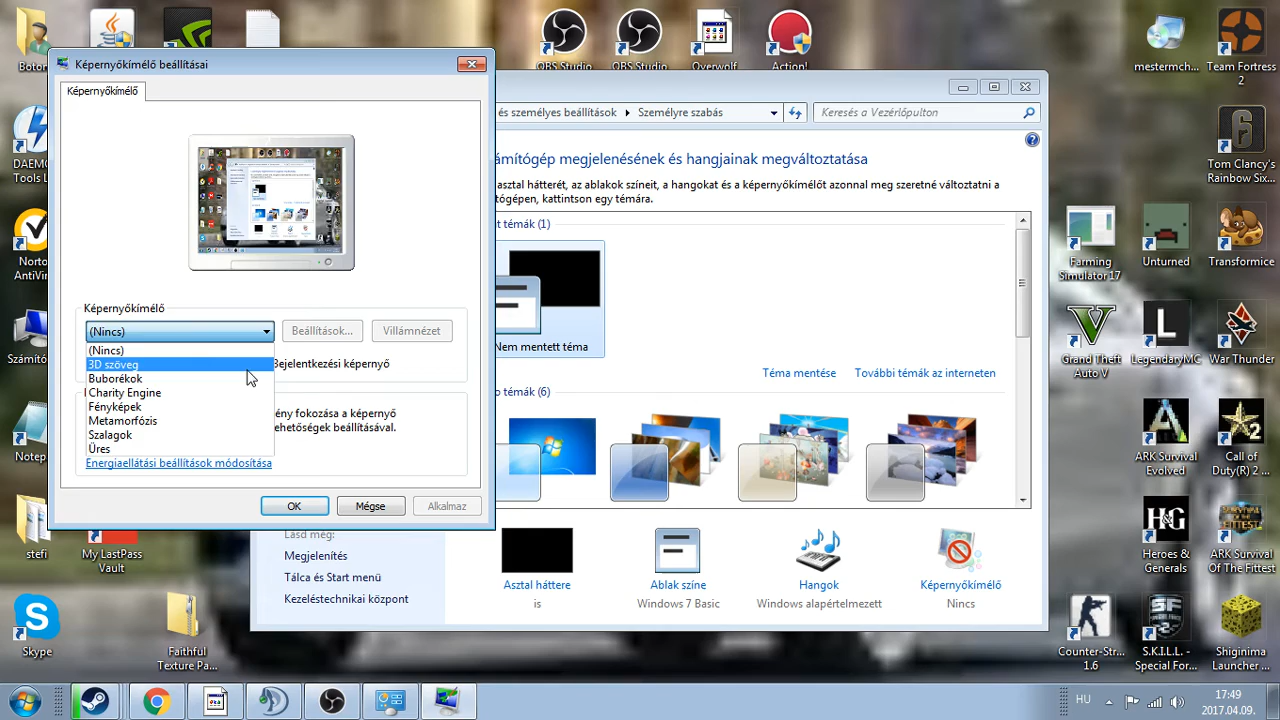 Boton
QBS Studio
QBS Studio
Overwolf
Action!
mestermch...
Team Fortress
2
DAEMO
Tools L
Norto
AntiVir
Számító
Notep
stefi
My LastPass
Vault
Skype
Faithful
Texture Pa...
Tom Clancy's
Rainbow Six...
Farming
Simulator 17
Unturned
Transformice
Grand Theft
Auto V
LegendaryMC
War Thunder
ARK Survival
Evolved
Call of
Duty(R) 2 ...
Heroes &
Generals
ARK Survival
Of The Fittest
Counter-Str...
1.6
S.K.I.L.L. -
Special For...
Shiginima
Launcher ...
Képernyőkímélő beállításai
Képernyőkímélő
Képernyőkímélő
(Nincs)
Beállítások...
Villámnézet
(Nincs)
3D szöveg
Buborékok
Charity Engine
Fényképek
Metamorfózis
Szalagok
Üres
Bejelentkezési képernyő
ény fokozása a képernyő
ehetőségek beállításával.
Energiaellátási beállítások módosítása
OK
Mégse
Alkalmaz
és személyes beállítások
Személyre szabás
Keresés a Vezérlőpulton
ámítógép megjelenésének és hangjainak megváltoztatása
asztal hátterét, az ablakok színeit, a hangokat és a képernyőkímélőt azonnal meg szeretné változtatni a
tógépen, kattintson egy témára.
t témák (1)
Nem mentett téma
Téma mentése
További témák az interneten
o témák (6)
Lásd még:
Megjelenítés
Tálca és Start menü
Kezeléstechnikai központ
Asztal háttere
is
Ablak színe
Windows 7 Basic
Hangok
Windows alapértelmezett
Képernyőkímélő
Nincs
HU
17:49
2017.04.09.